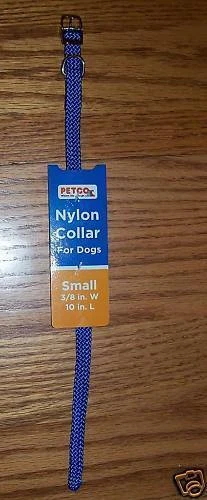 PETCO
Nylon
Collar
For Dogs
Small
3/8 in. W
10 in. L